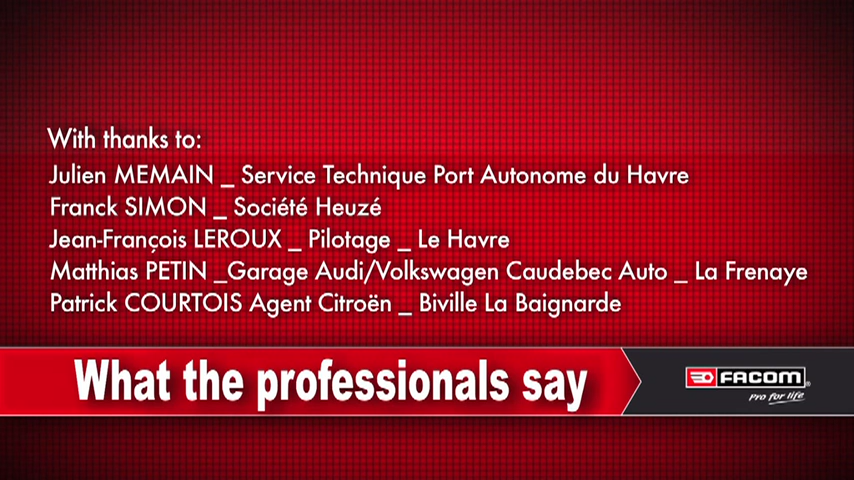 With thanks to:
Julien MEMAIN _ Service Technique Port Autonome du Havre
Franck SIMON _ Société Heuzé
Jean-François LEROUX _ Pilotage _ Le Havre
Matthias PETIN _Garage Audi/Volkswagen Caudebec Auto _ La Frenaye
Patrick COURTOIS Agent Citroën _ Biville La Baignarde
What the professionals say
FACOM®
Pro for life